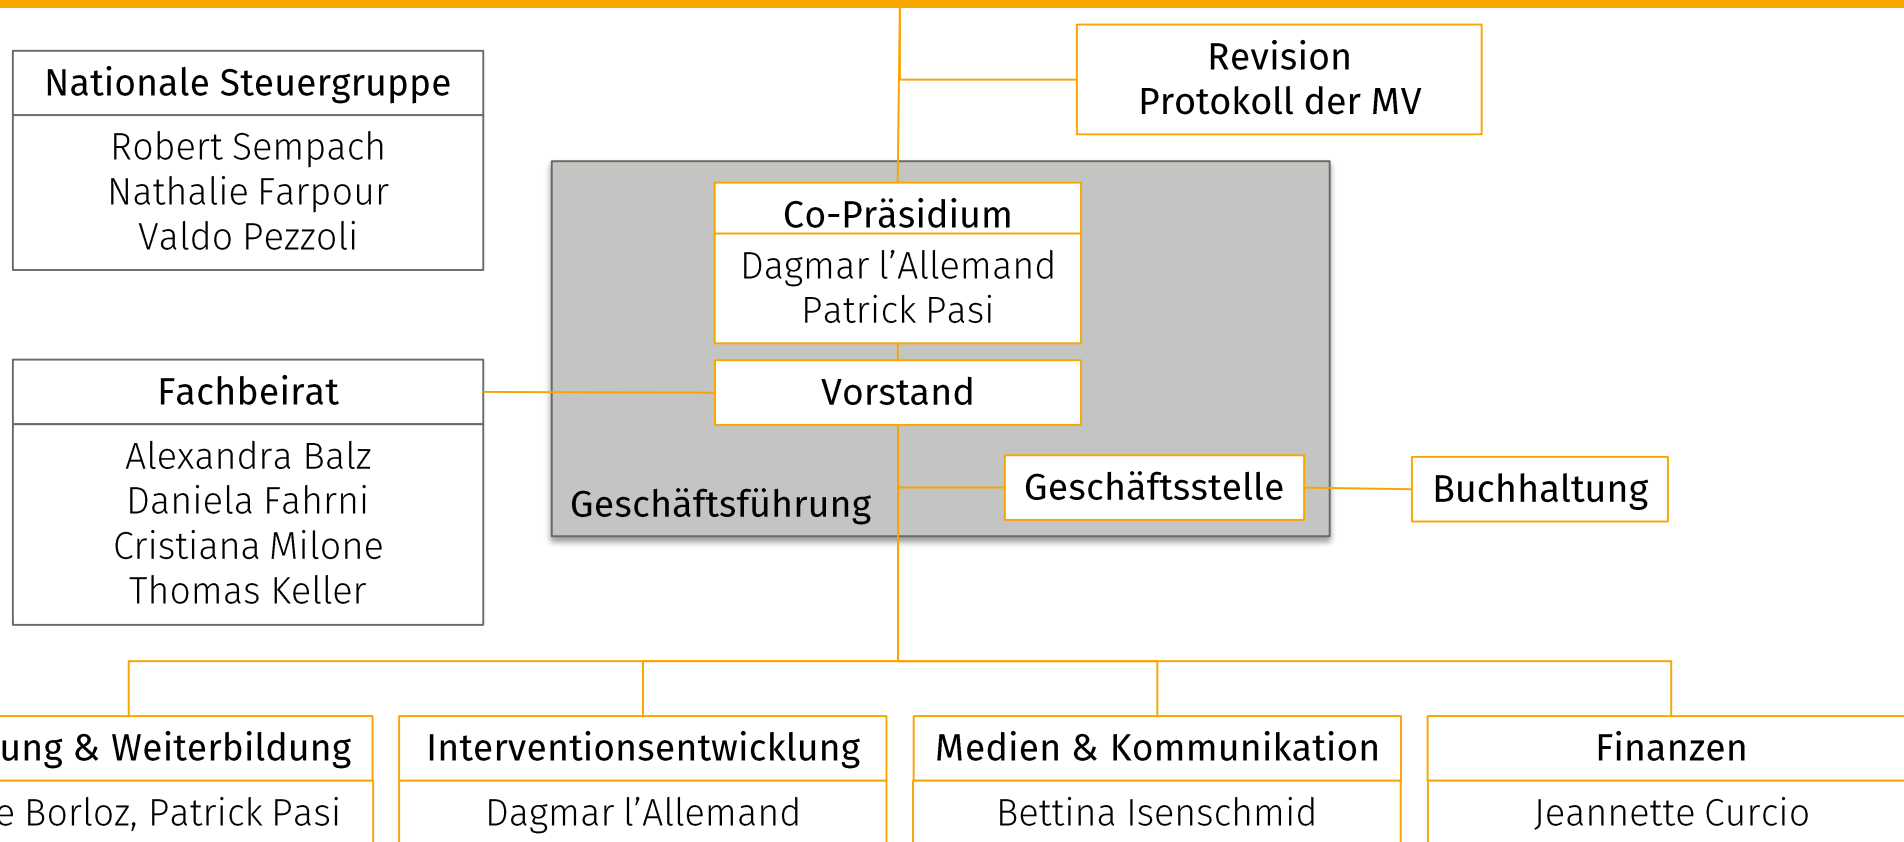 Revision
Protokoll der MV
Nationale Steuergruppe
Robert Sempach
Nathalie Farpour
Valdo Pezzoli
Co-Präsidium
Dagmar l’Allemand
Patrick Pasi
Vorstand
Fachbeirat
Alexandra Balz
Daniela Fahrni
Cristiana Milone
Thomas Keller
Geschäftsführung
Geschäftsstelle
Buchhaltung
& Weiterbildung
Borloz, Patrick Pasi
Interventionsentwicklung
Dagmar l’Allemand
Medien & Kommunikation
Bettina Isenschmid
Finanzen
Jeannette Curcio